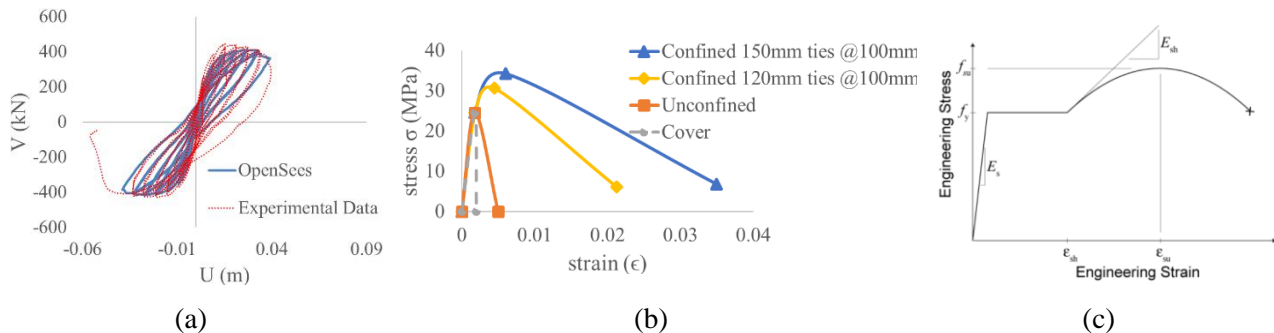 600
400
200
0
-200
-400
-600
V (kN)
OpenSees
Experimental Data
-0.06
-0.01
0.04
0.09
U (m)
(a)
40
30
20
10
0
stress σ (MPa)
Confined 150mm ties @100mm
Confined 120mm ties @100mm
Unconfined
Cover
0
0.01
0.02
0.03
0.04
strain (ϵ)
(b)
Engineering Stress
f_su
f_y
E_s
E_sh
ε_sh
ε_su
Engineering Strain
(c)